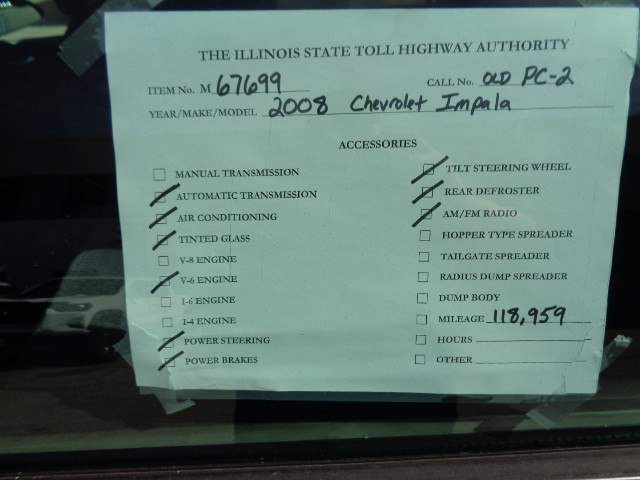 THE ILLINOIS STATE TOLL HIGHWAY AUTHORITY
ITEM NO. M 67699 CALL NO. OLD PC-2
YEAR/MAKE/MODEL 2008 Chevrolet Impala
ACCESSORIES
MANUAL TRANSMISSION
AUTOMATIC TRANSMISSION
AIR CONDITIONING
TINTED GLASS
V-8 ENGINE
V-6 ENGINE
I-6 ENGINE
I-4 ENGINE
POWER STEERING
POWER BRAKES
TILT STEERING WHEEL
REAR DEFROSTER
AM/FM RADIO
HOPPER TYPE SPREADER
TAILGATE SPREADER
RADIUS DUMP SPREADER
DUMP BODY
MILEAGE 118,959
HOURS
OTHER